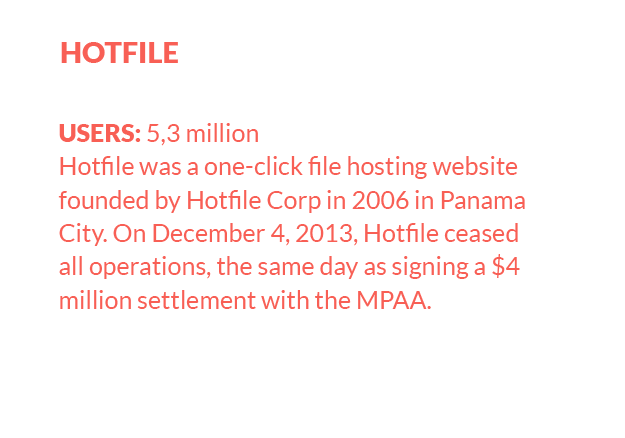 HOTFILE
USERS: 5,3 million
Hotfile was a one-click file hosting website
founded by Hotfile Corp in 2006 in Panama
City. On December 4, 2013, Hotfile ceased
all operations, the same day as signing a $4
million settlement with the MPAA.